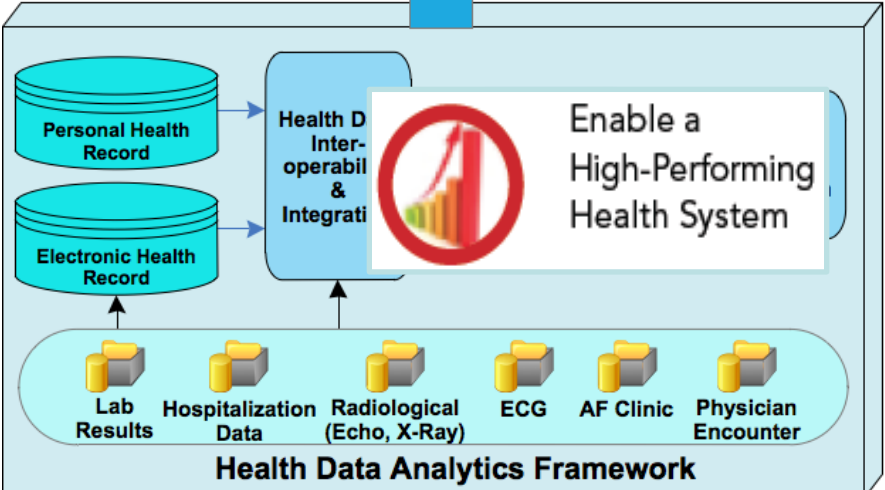 Personal Health
Record
Health D
Inter-
operabil
&
Integrati
Enable a
High-Performing
Health System
Electronic Health
Record
Lab
Results
Hospitalization
Data
Radiological
(Echo, X-Ray)
ECG
AF Clinic
Physician
Encounter
Health Data Analytics Framework